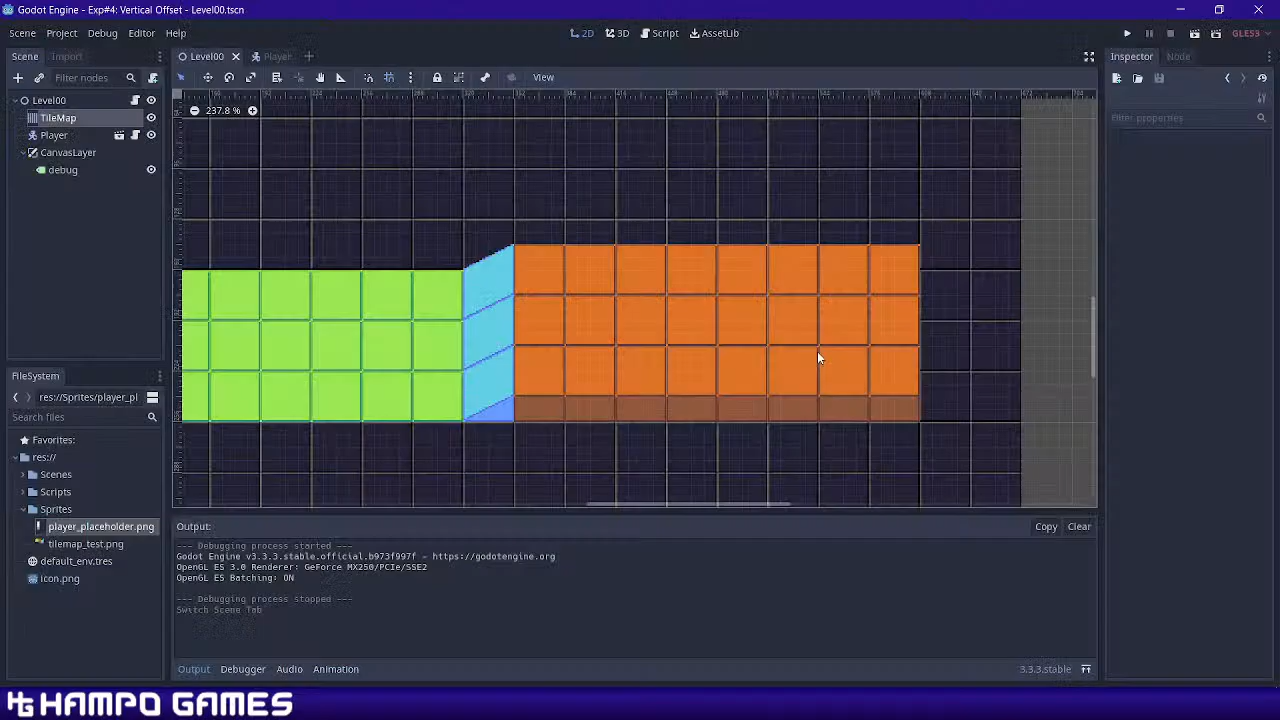 Godot Engine - Exp#4: Vertical Offset - Level00.tscn
Scene Project Debug Editor Help
2D 3D Script AssetLib
GLES3
Scene Import
Level00 Player
Inspector Node
Filter nodes
View
Level00
TileMap
Player
CanvasLayer
debug
237.8 %
Filter properties
FileSystem
res://Sprites/player_pl
Search files
Favorites:
res://
Scenes
Scripts
Sprites
player_placeholder.png
tilemap_test.png
default_env.tres
icon.png
Output:
Copy Clear
--- Debugging process started ---
Godot Engine v3.3.3.stable.official.b973f997f - https://godotengine.org
OpenGL ES 3.0 Renderer: GeForce MX250/PCIe/SSE2
OpenGL ES Batching: ON
--- Debugging process stopped ---
Switch Scene Tab
Output Debugger Audio Animation
3.3.3.stable
HAMPO GAMES